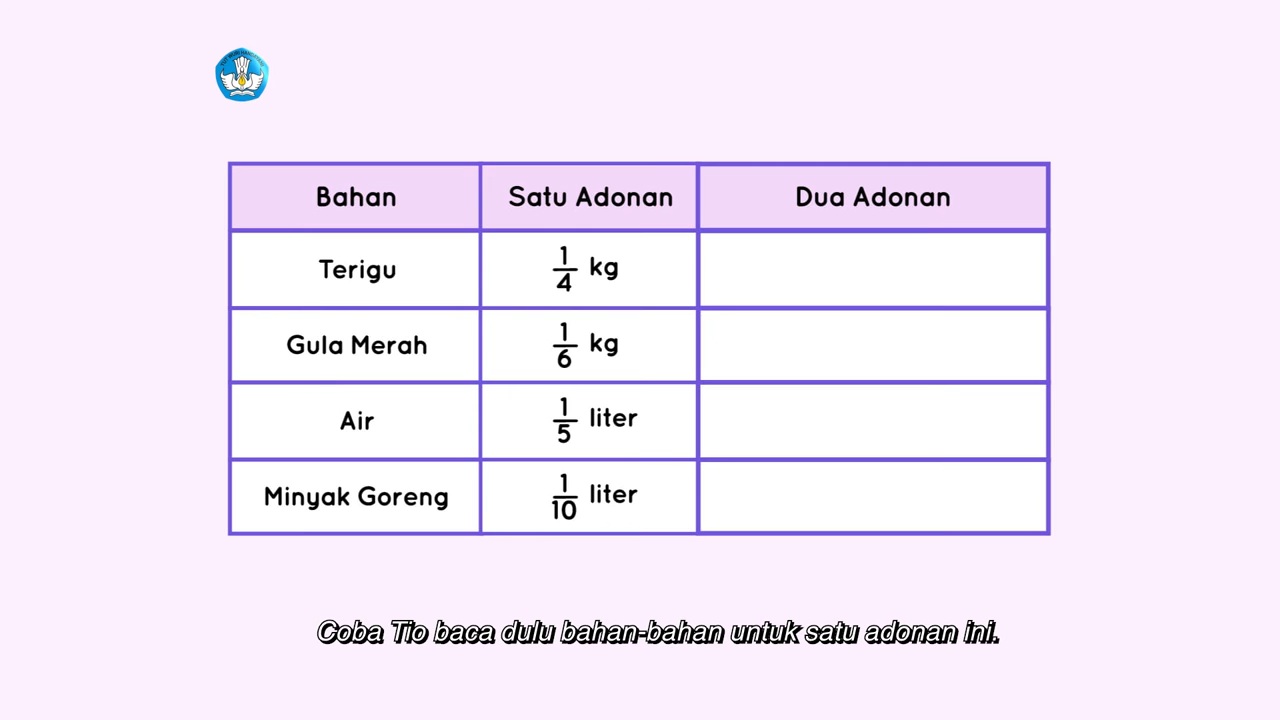 Bahan Satu Adonan Dua Adonan
Terigu 1/4 kg
Gula Merah 1/6 kg
Air 1/5 liter
Minyak Goreng 1/10 liter
Coba Tio baca dulu bahan-bahan untuk satu adonan ini.